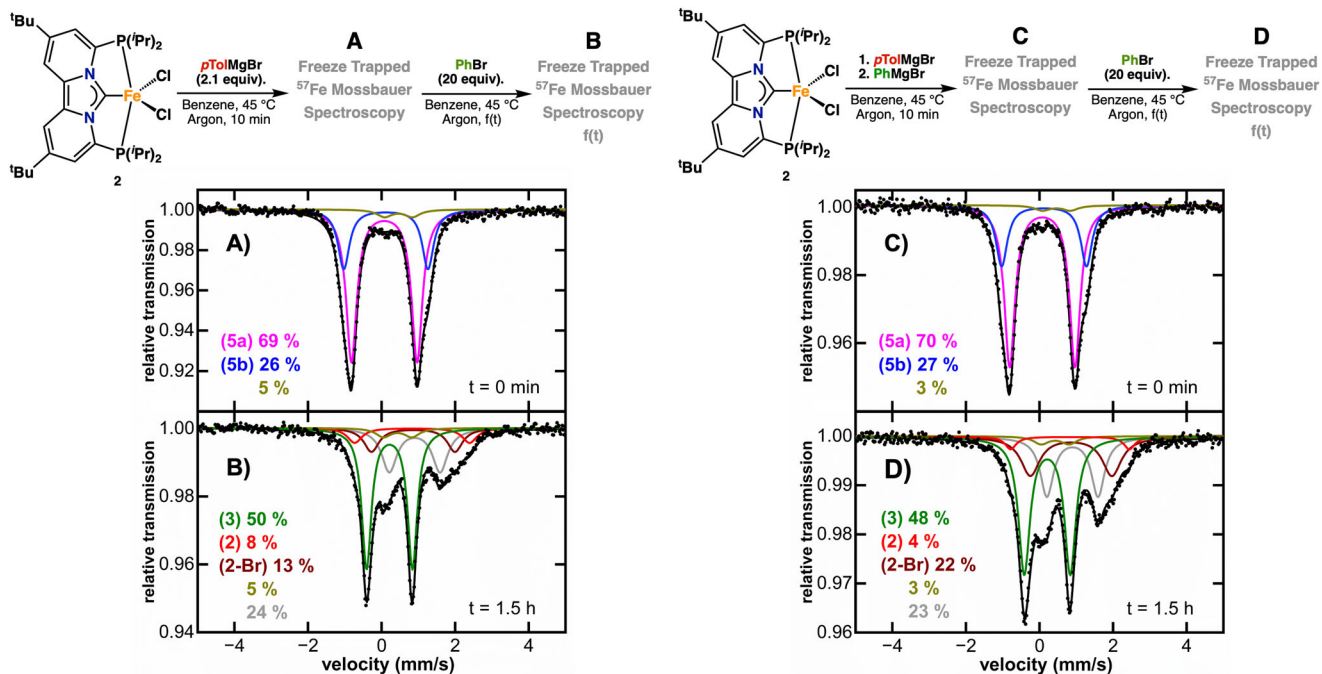 A
B
ᵗBu
P(ⁱPr)₂
N
Cl
Fe
Cl
N
P(ⁱPr)₂
ᵗBu
2
pTolMgBr
(2.1 equiv).
Benzene, 45 °C
Argon, 10 min
Freeze Trapped
⁵⁷Fe Mossbauer
Spectroscopy
PhBr
(20 equiv).
Benzene, 45 °C
Argon, f(t)
Freeze Trapped
⁵⁷Fe Mossbauer
Spectroscopy
f(t)
C
D
ᵗBu
P(ⁱPr)₂
N
Cl
Fe
Cl
N
P(ⁱPr)₂
ᵗBu
2
1. pTolMgBr
2. PhMgBr
Benzene, 45 °C
Argon, 10 min
Freeze Trapped
⁵⁷Fe Mossbauer
Spectroscopy
PhBr
(20 equiv).
Benzene, 45 °C
Argon, f(t)
Freeze Trapped
⁵⁷Fe Mossbauer
Spectroscopy
f(t)
relative transmission
1.00
0.98
0.96
0.94
0.92
A)
(5a) 69 %
(5b) 26 %
5 %
t = 0 min
relative transmission
1.00
0.98
0.96
0.94
B)
(3) 50 %
(2) 8 %
(2-Br) 13 %
5 %
24 %
t = 1.5 h
−4 −2 0 2 4
velocity (mm/s)
relative transmission
1.00
0.98
0.96
C)
(5a) 70 %
(5b) 27 %
3 %
t = 0 min
relative transmission
1.00
0.99
0.98
0.97
0.96
D)
(3) 48 %
(2) 4 %
(2-Br) 22 %
3 %
23 %
t = 1.5 h
−4 −2 0 2 4
velocity (mm/s)